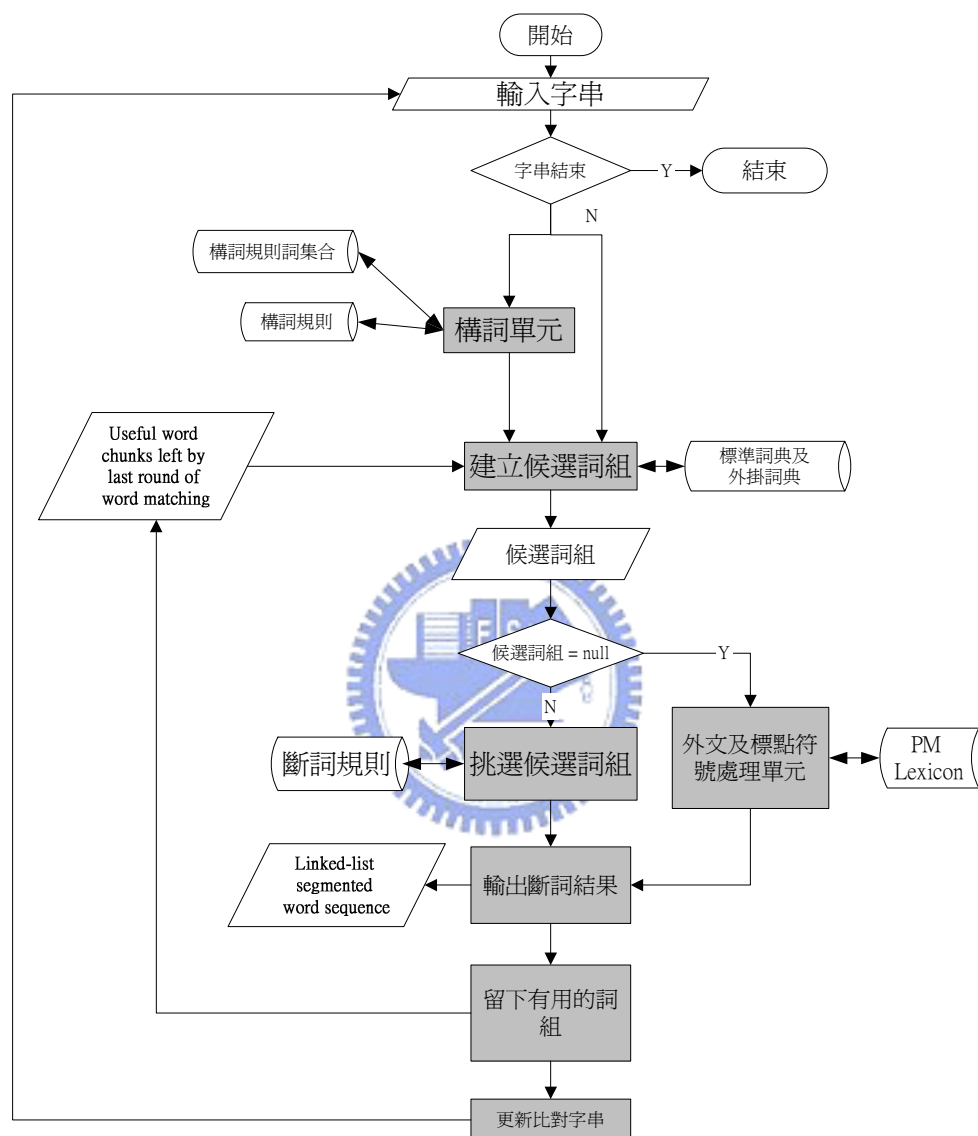 開始
輸入字串
字串結束
Y
結束
N
構詞規則詞集合
構詞規則
構詞單元
Useful word
chunks left by
last round of
word matching
建立候選詞組
標準詞典及
外掛詞典
候選詞組
候選詞組 = null
Y
N
斷詞規則
挑選候選詞組
外文及標點符
號處理單元
PM
Lexicon
Linked-list
segmented
word sequence
輸出斷詞結果
留下有用的詞
組
更新比對字串